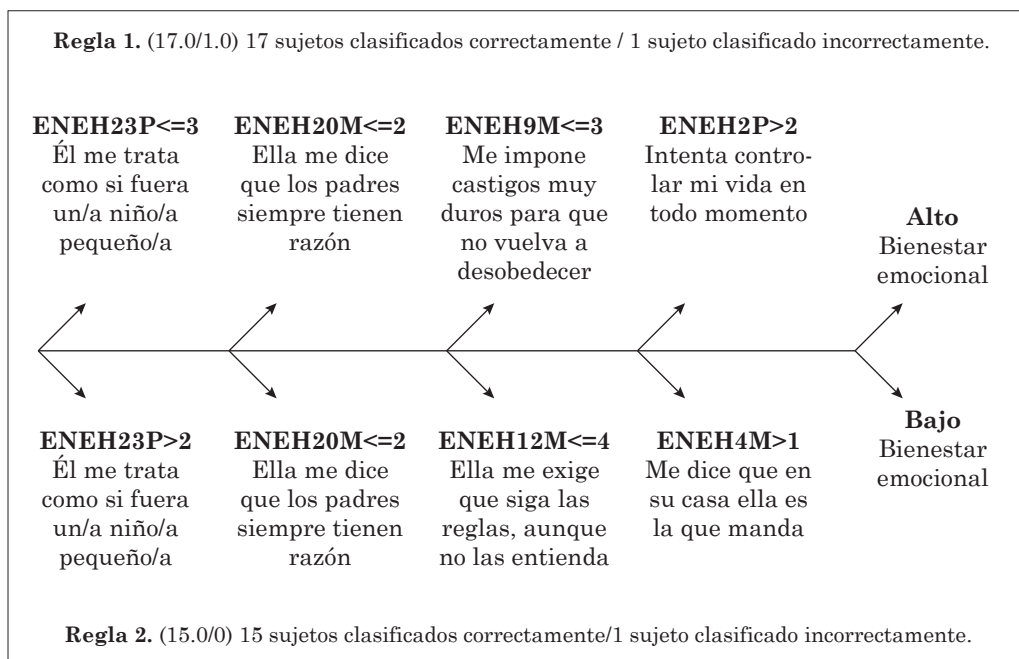 Regla 1. (17.0/1.0) 17 sujetos clasificados correctamente / 1 sujeto clasificado incorrectamente.
ENEH23P<=3
Él me trata
como si fuera
un/a niño/a
pequeño/a
ENEH20M<=2
Ella me dice
que los padres
siempre tienen
razón
ENEH9M<=3
Me impone
castigos muy
duros para que
no vuelva a
desobedecer
ENEH2P>2
Intenta contro-
lar mi vida en
todo momento
Alto
Bienestar
emocional
ENEH23P>2
Él me trata
como si fuera
un/a niño/a
pequeño/a
ENEH20M<=2
Ella me dice
que los padres
siempre tienen
razón
ENEH12M<=4
Ella me exige
que siga las
reglas, aunque
no las entienda
ENEH4M>1
Me dice que en
su casa ella es
la que manda
Bajo
Bienestar
emocional
Regla 2. (15.0/0) 15 sujetos clasificados correctamente/1 sujeto clasificado incorrectamente.